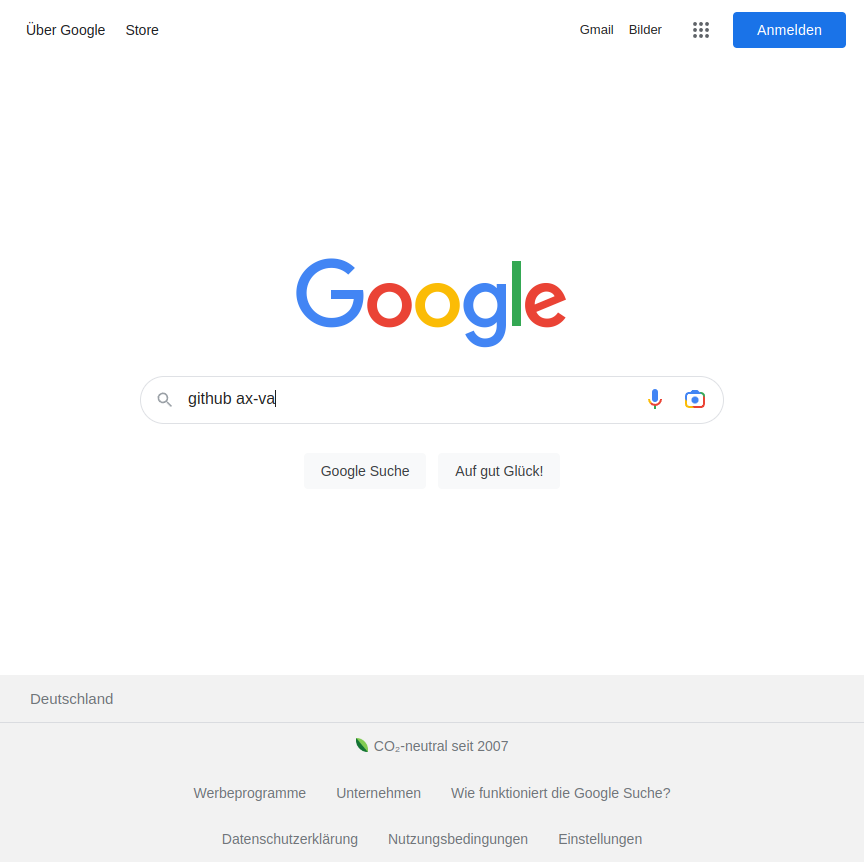 Über Google Store Gmail Bilder Anmelden
Google
github ax-va
Google Suche Auf gut Glück!
Deutschland
CO₂-neutral seit 2007
Werbeprogramme Unternehmen Wie funktioniert die Google Suche?
Datenschutzerklärung Nutzungsbedingungen Einstellungen